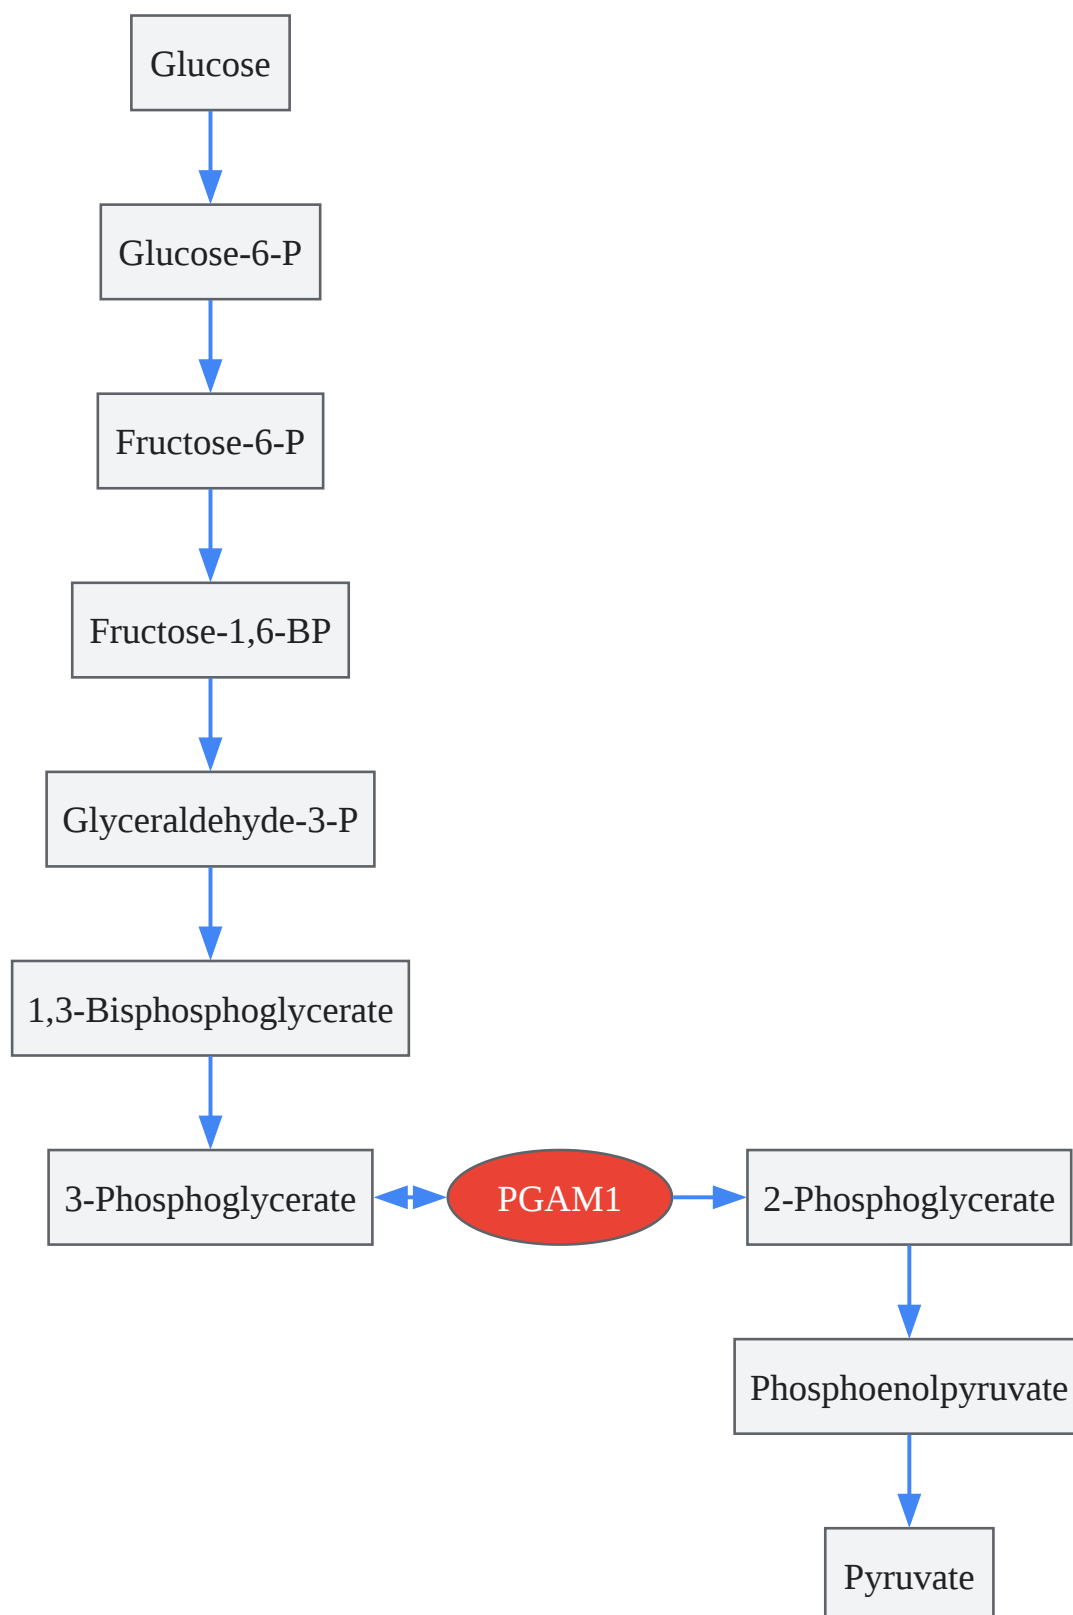 Glucose
Glucose-6-P
Fructose-6-P
Fructose-1,6-BP
Glyceraldehyde-3-P
1,3-Bisphosphoglycerate
3-Phosphoglycerate
PGAM1
2-Phosphoglycerate
Phosphoenolpyruvate
Pyruvate